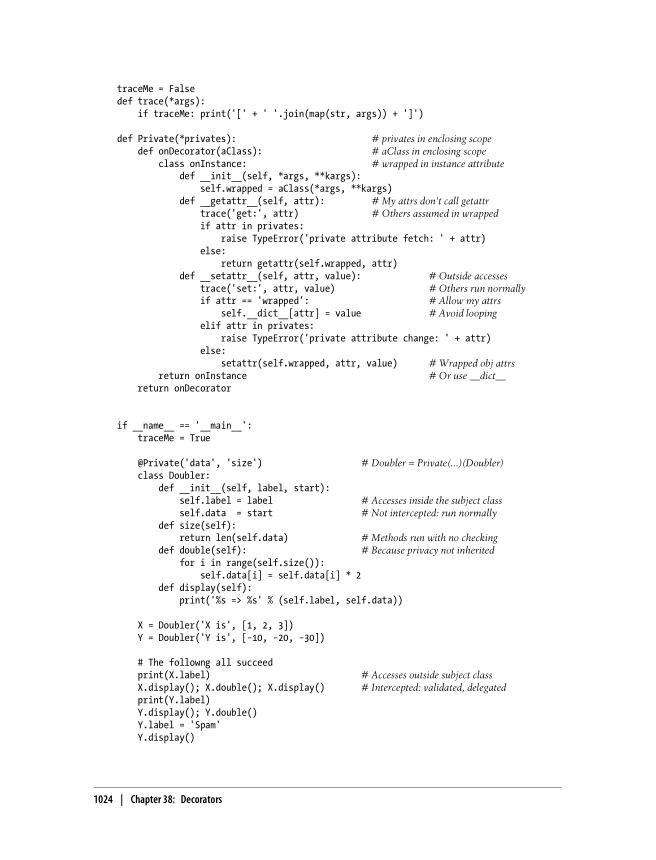 traceMe = False
def trace(*args):
    if traceMe: print('[' + ' '.join(map(str, args)) + ']')

def Private(*privates):                          # privates in enclosing scope
    def onDecorator(aClass):                     # aClass in enclosing scope
        class onInstance:                        # wrapped in instance attribute
            def __init__(self, *args, **kargs):
                self.wrapped = aClass(*args, **kargs)
            def __getattr__(self, attr):         # My attrs don't call getattr
                trace('get:', attr)              # Others assumed in wrapped
                if attr in privates:
                    raise TypeError('private attribute fetch: ' + attr)
                else:
                    return getattr(self.wrapped, attr)
            def __setattr__(self, attr, value):             # Outside accesses
                trace('set:', attr, value)                  # Others run normally
                if attr == 'wrapped':                       # Allow my attrs
                    self.__dict__[attr] = value             # Avoid looping
                elif attr in privates:
                    raise TypeError('private attribute change: ' + attr)
                else:
                    setattr(self.wrapped, attr, value)      # Wrapped obj attrs
        return onInstance                                   # Or use __dict__
    return onDecorator

if __name__ == '__main__':
    traceMe = True

    @Private('data', 'size')                   # Doubler = Private(...)(Doubler)
    class Doubler:
        def __init__(self, label, start):
            self.label = label                 # Accesses inside the subject class
            self.data  = start                 # Not intercepted: run normally
        def size(self):
            return len(self.data)              # Methods run with no checking
        def double(self):                      # Because privacy not inherited
            for i in range(self.size()):
                self.data[i] = self.data[i] * 2
        def display(self):
            print('%s => %s' % (self.label, self.data))

    X = Doubler('X is', [1, 2, 3])
    Y = Doubler('Y is', [-10, -20, -30])

    # The followng all succeed
    print(X.label)                             # Accesses outside subject class
    X.display(); X.double(); X.display()       # Intercepted: validated, delegated
    print(Y.label)
    Y.display(); Y.double()
    Y.label = 'Spam'
    Y.display()

1024 | Chapter 38: Decorators